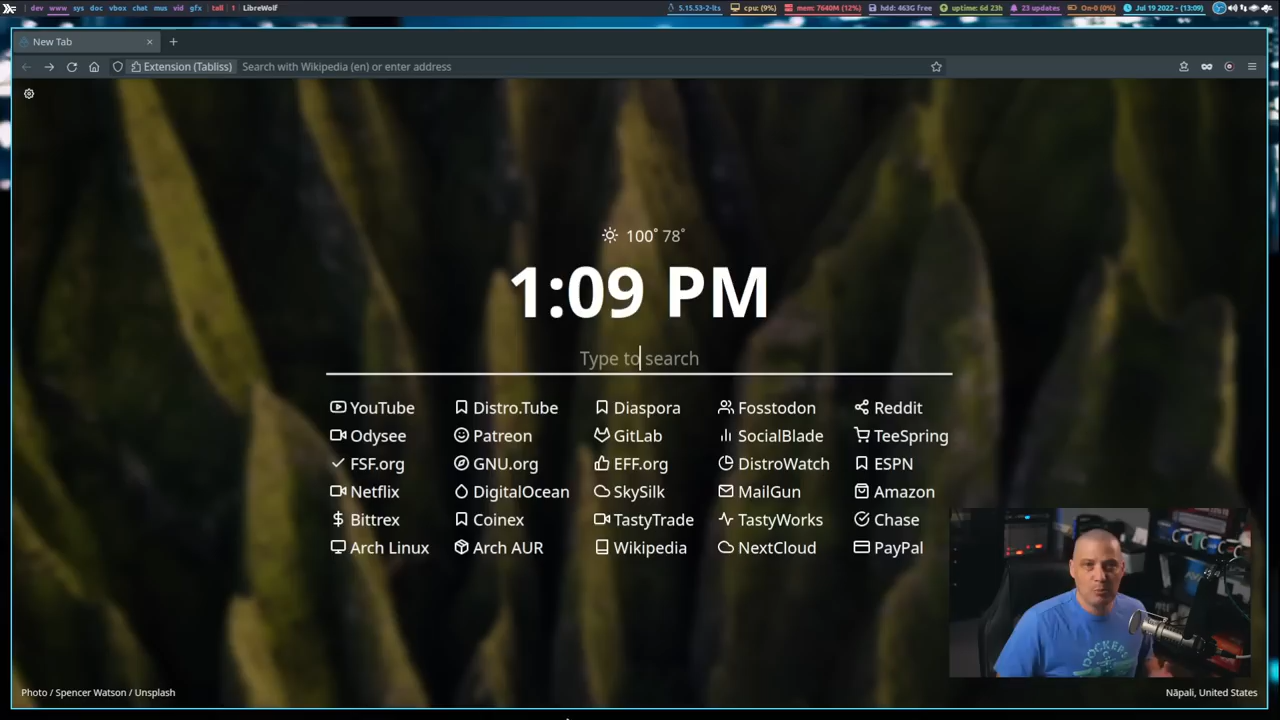 dev www sys doc vbox chat mus vid gfx | tall | 1 | LibreWolf
5.15.53-2-lts cpu: (9%) mem: 7640M (12%) hdd: 463G free uptime: 6d 23h 23 updates On-0 (0%) Jul 19 2022 - (13:09)
New Tab
Extension (Tabliss) Search with Wikipedia (en) or enter address
100° 78°
1:09 PM
Type to search
YouTube Distro.Tube Diaspora Fosstodon Reddit
Odysee Patreon GitLab SocialBlade TeeSpring
FSF.org GNU.org EFF.org DistroWatch ESPN
Netflix DigitalOcean SkySilk MailGun Amazon
Bittrex Coinex TastyTrade TastyWorks Chase
Arch Linux Arch AUR Wikipedia NextCloud PayPal
DOCKERS
Photo / Spencer Watson / Unsplash
Nāpali, United States